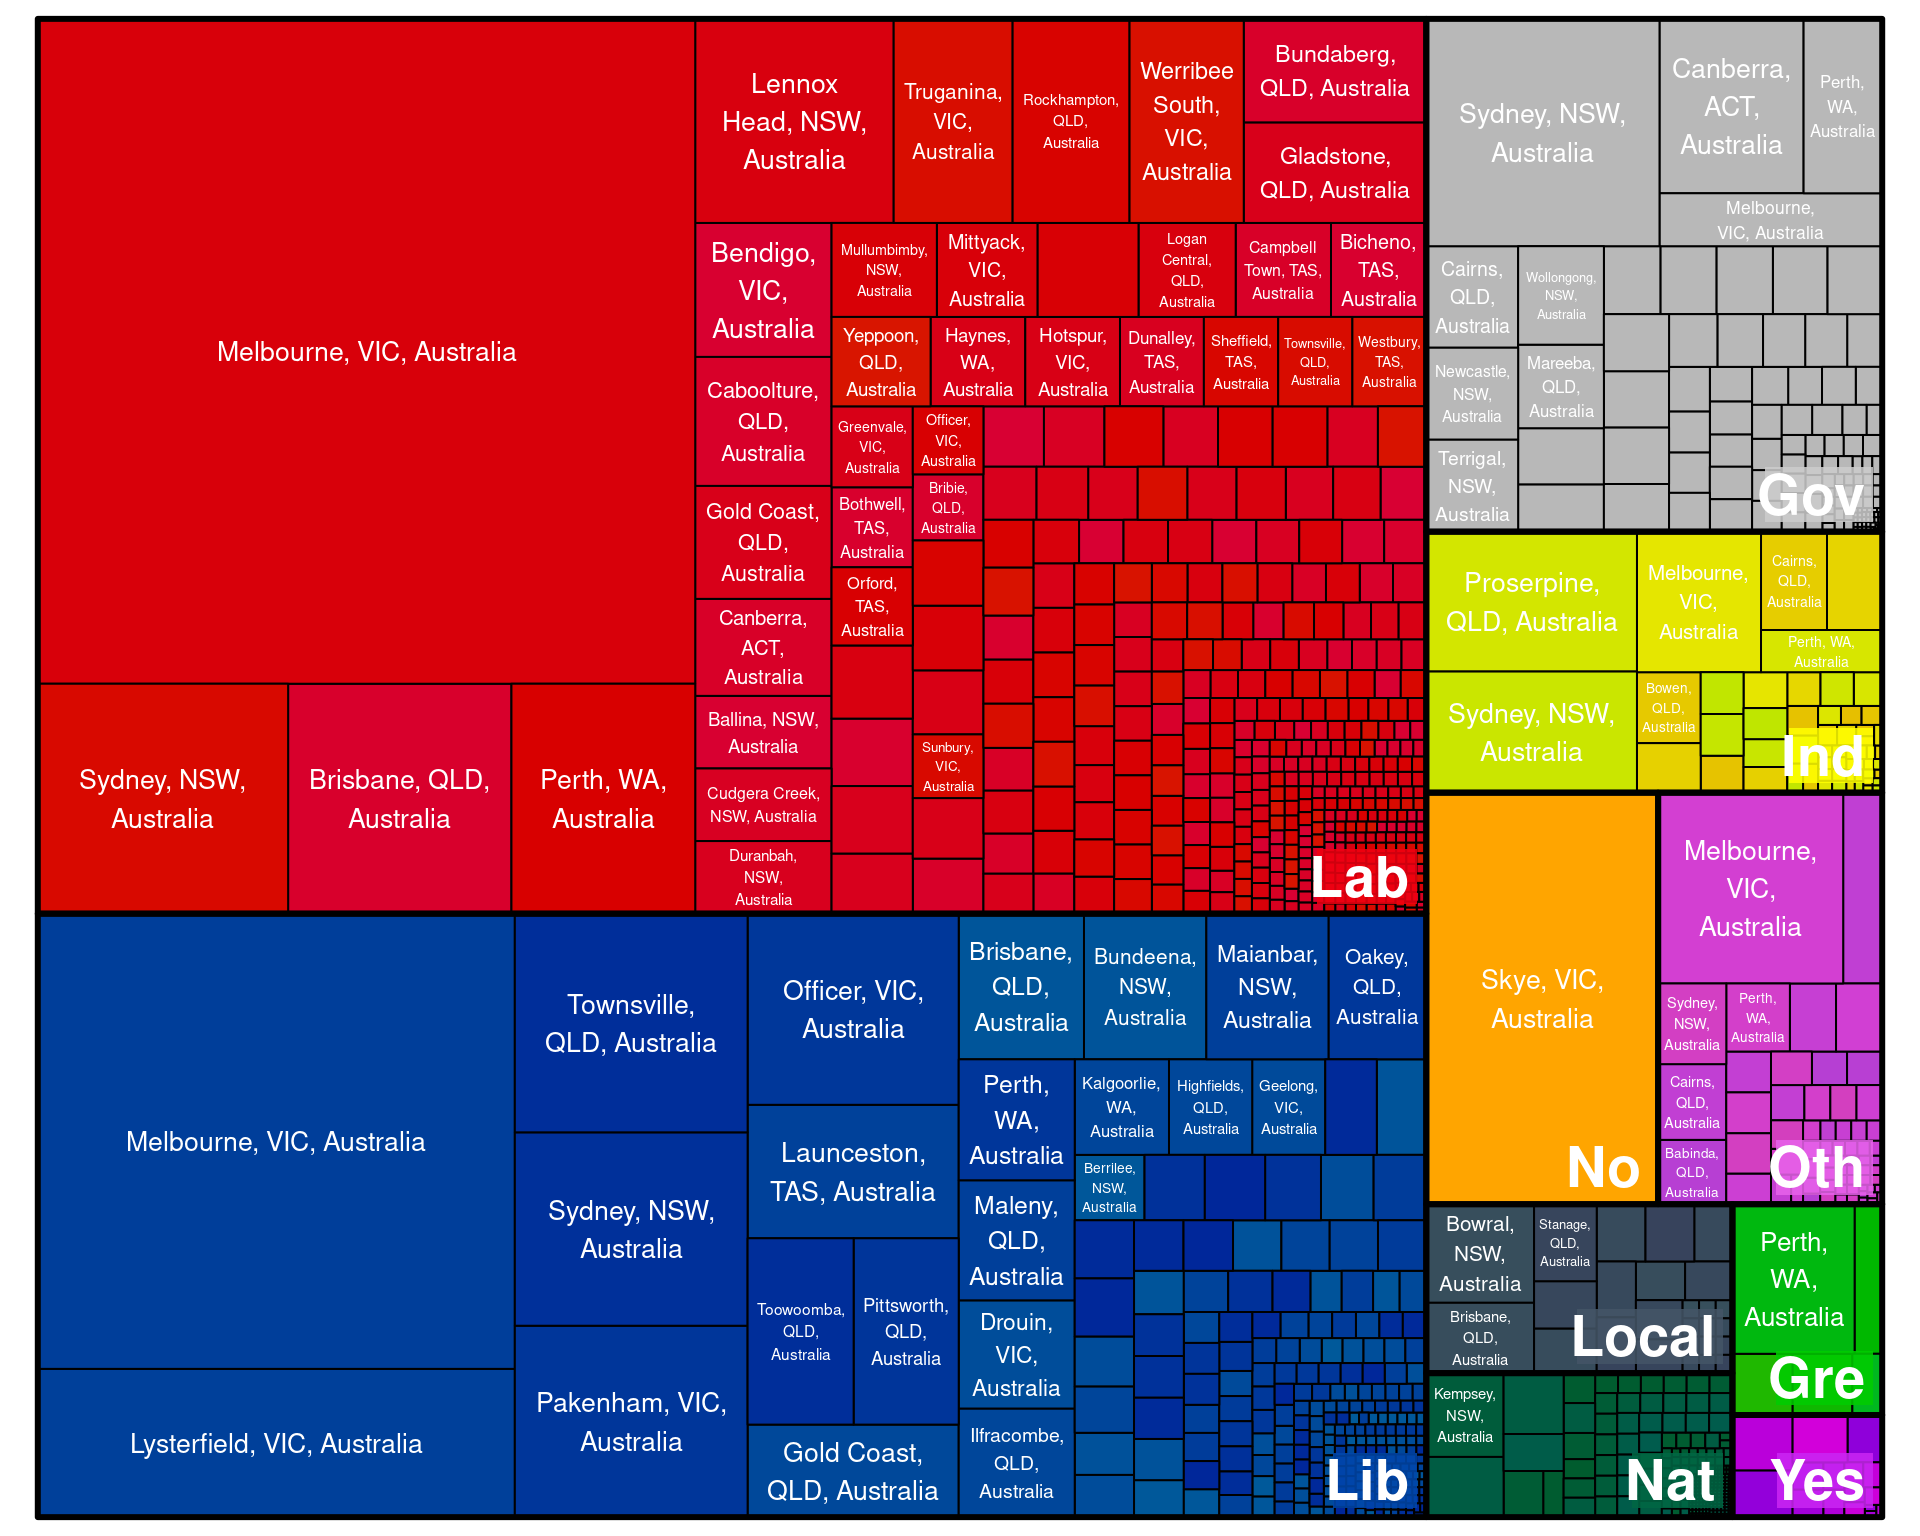 Melbourne, VIC, Australia
Sydney, NSW,
Australia
Brisbane, QLD,
Australia
Perth, WA,
Australia
Lennox
Head, NSW,
Australia
Truganina,
VIC,
Australia
Rockhampton,
QLD,
Australia
Werribee
South,
VIC,
Australia
Bundaberg,
QLD, Australia
Gladstone,
QLD, Australia
Bendigo,
VIC,
Australia
Caboolture,
QLD,
Australia
Gold Coast,
QLD,
Australia
Canberra,
ACT,
Australia
Ballina, NSW,
Australia
Cudgera Creek,
NSW, Australia
Duranbah,
NSW,
Australia
Mullumbimby,
NSW,
Australia
Mittyack,
VIC,
Australia
Logan
Central,
QLD,
Australia
Campbell
Town, TAS,
Australia
Bicheno,
TAS,
Australia
Yeppoon,
QLD,
Australia
Haynes,
WA,
Australia
Hotspur,
VIC,
Australia
Dunalley,
TAS,
Australia
Sheffield,
TAS,
Australia
Townsville,
QLD,
Australia
Westbury,
TAS,
Australia
Greenvale,
VIC,
Australia
Bothwell,
TAS,
Australia
Orford,
TAS,
Australia
Officer,
VIC,
Australia
Bribie,
QLD,
Australia
Sunbury,
VIC,
Australia
Lab
Melbourne, VIC, Australia
Lysterfield, VIC, Australia
Townsville,
QLD, Australia
Sydney, NSW,
Australia
Pakenham, VIC,
Australia
Officer, VIC,
Australia
Launceston,
TAS, Australia
Toowoomba,
QLD,
Australia
Pittsworth,
QLD,
Australia
Gold Coast,
QLD, Australia
Brisbane,
QLD,
Australia
Bundeena,
NSW,
Australia
Maianbar,
NSW,
Australia
Oakey,
QLD,
Australia
Perth,
WA,
Australia
Maleny,
QLD,
Australia
Drouin,
VIC,
Australia
Ilfracombe,
QLD,
Australia
Kalgoorlie,
WA,
Australia
Highfields,
QLD,
Australia
Geelong,
VIC,
Australia
Berrilee,
NSW,
Australia
Lib
Sydney, NSW,
Australia
Canberra,
ACT,
Australia
Perth,
WA,
Australia
Melbourne,
VIC, Australia
Cairns,
QLD,
Australia
Newcastle,
NSW,
Australia
Terrigal,
NSW,
Australia
Wollongong,
NSW,
Australia
Mareeba,
QLD,
Australia
Gov
Proserpine,
QLD, Australia
Sydney, NSW,
Australia
Melbourne,
VIC,
Australia
Cairns,
QLD,
Australia
Perth, WA,
Australia
Bowen,
QLD,
Australia
Ind
Skye, VIC,
Australia
No
Melbourne,
VIC,
Australia
Sydney,
NSW,
Australia
Perth,
WA,
Australia
Cairns,
QLD,
Australia
Babinda,
QLD,
Australia
Oth
Bowral,
NSW,
Australia
Brisbane,
QLD,
Australia
Stanage,
QLD,
Australia
Local
Perth,
WA,
Australia
Gre
Kempsey,
NSW,
Australia
Nat
Yes